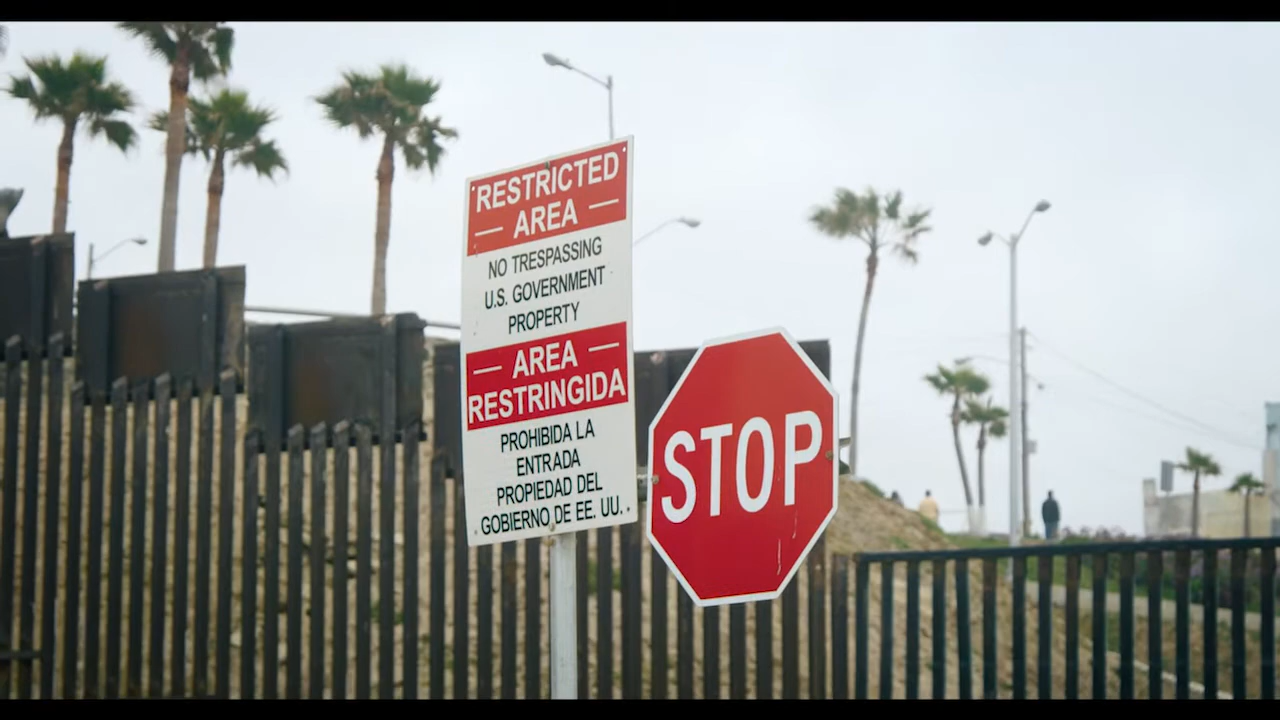 RESTRICTED
— AREA —
NO TRESPASSING
U.S. GOVERNMENT
PROPERTY
— AREA —
RESTRINGIDA
PROHIBIDA LA
ENTRADA
PROPIEDAD DEL
GOBIERNO DE EE. UU.
STOP